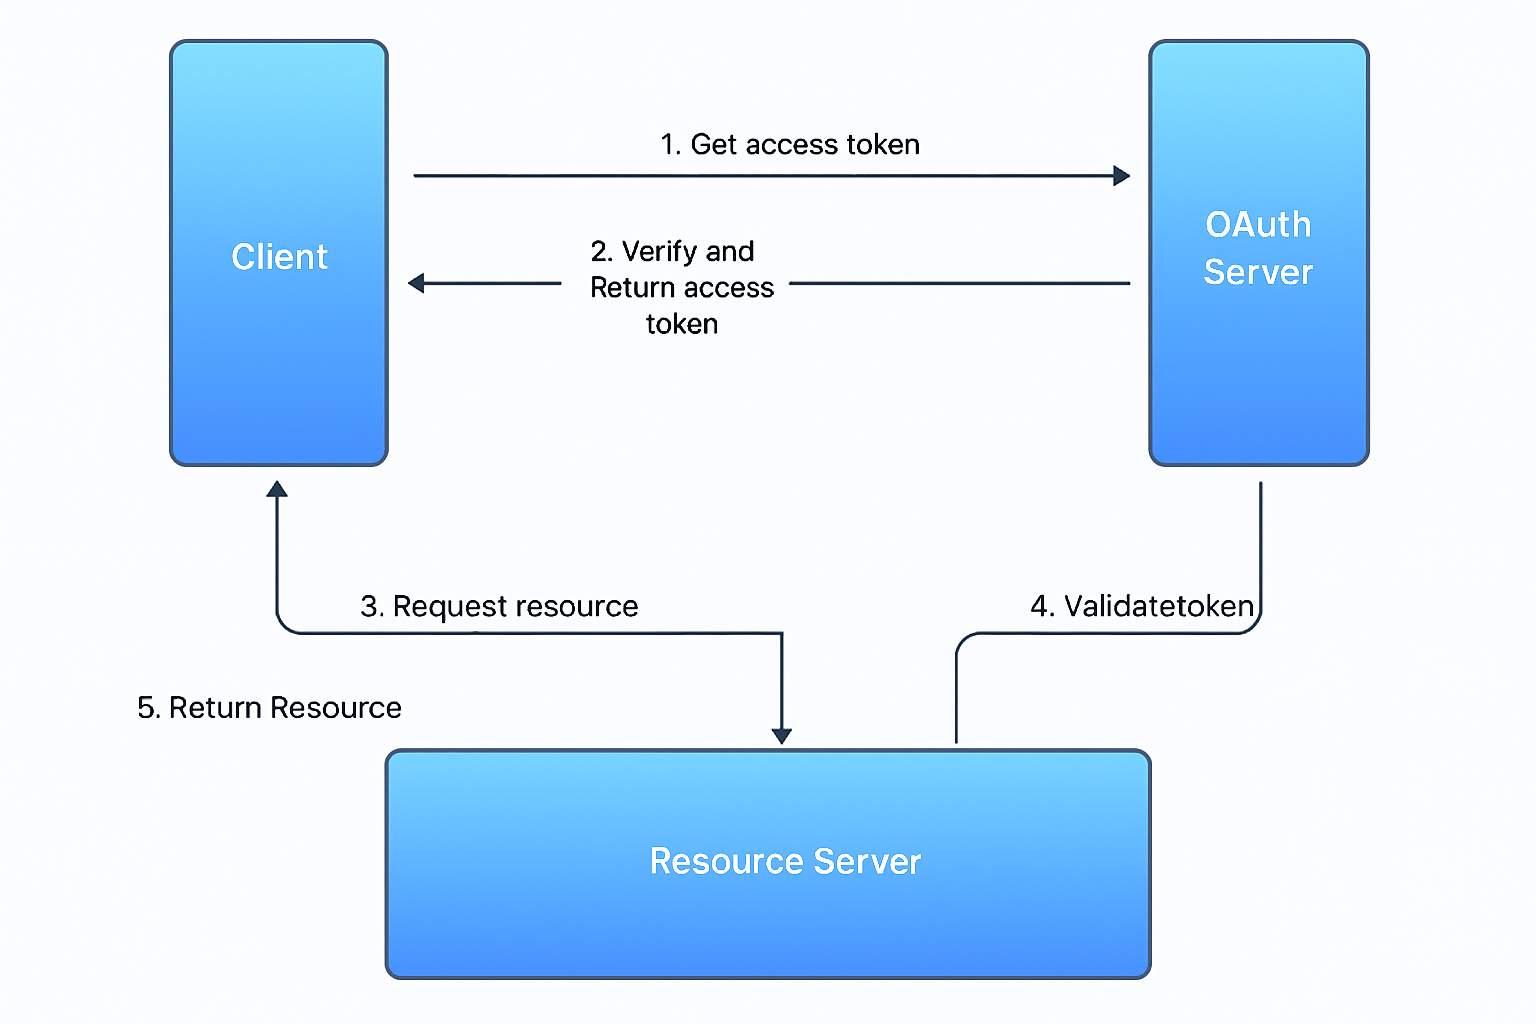 1. Get access token
Client
OAuth
Server
2. Verify and
Return access
token
3. Request resource
4. Validatetoken
5. Return Resource
Resource Server